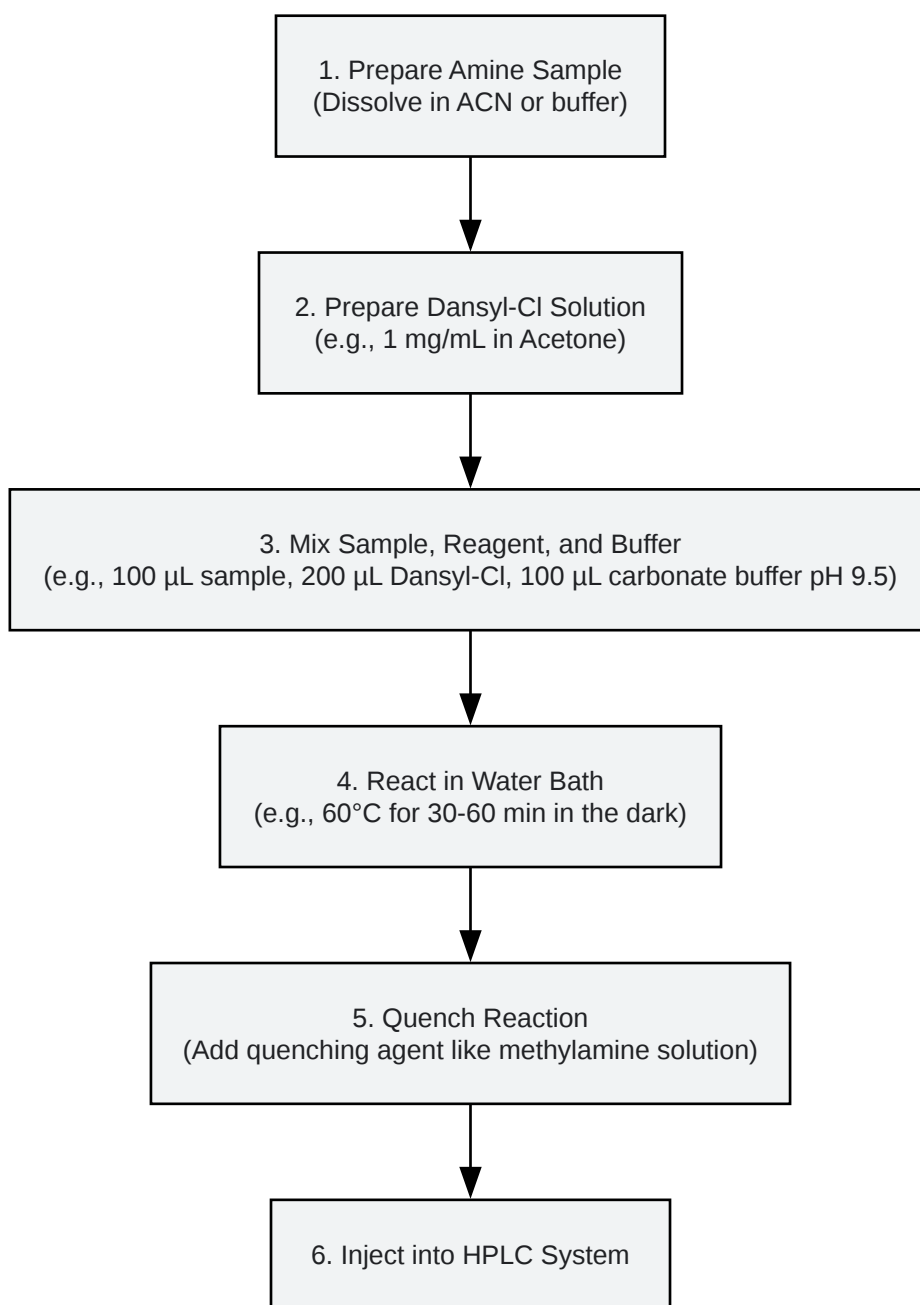 1. Prepare Amine Sample
(Dissolve in ACN or buffer)
2. Prepare Dansyl-Cl Solution
(e.g., 1 mg/mL in Acetone)
3. Mix Sample, Reagent, and Buffer
(e.g., 100 µL sample, 200 µL Dansyl-Cl, 100 µL carbonate buffer pH 9.5)
4. React in Water Bath
(e.g., 60°C for 30-60 min in the dark)
5. Quench Reaction
(Add quenching agent like methylamine solution)
6. Inject into HPLC System